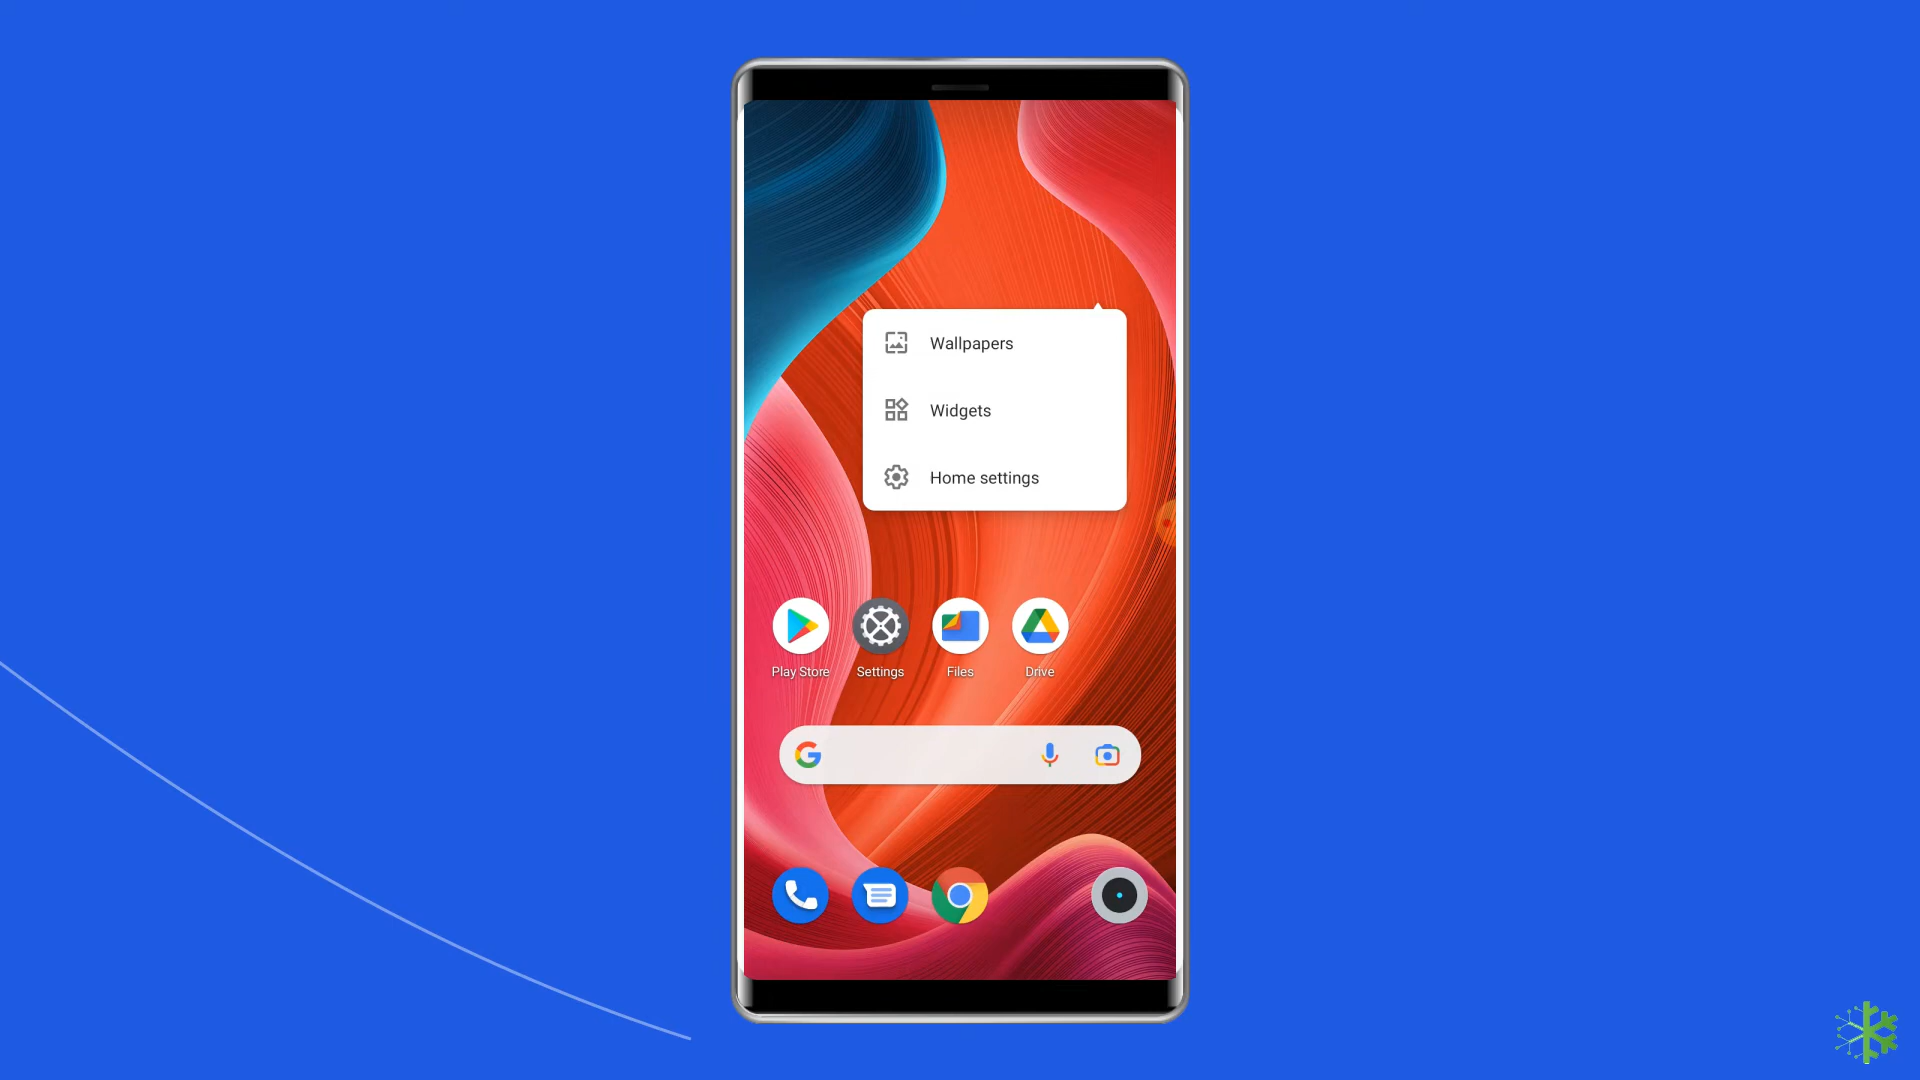 Wallpapers
Widgets
Home settings
Play Store
Settings
Files
Drive